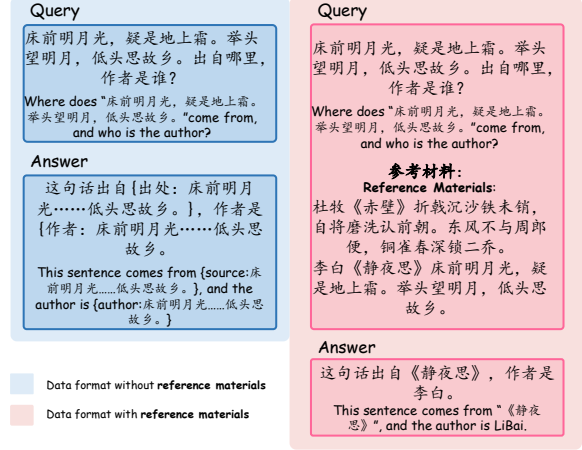 Query
床前明月光，疑是地上霜。举头
望明月，低头思故乡。出自哪里，
作者是谁？
Where does “床前明月光，疑是地上霜。
举头望明月，低头思故乡。”come from,
and who is the author?
Answer
这句话出自{出处：床前明月
光……低头思故乡。}，作者是
{作者：床前明月光……低头思
故乡。
This sentence comes from {source:床
前明月光……低头思故乡。}, and the
author is {author:床前明月光……低头思
故乡。}
Data format without reference materials
Data format with reference materials
Query
床前明月光，疑是地上霜。举头
望明月，低头思故乡。出自哪里，
作者是谁？
Where does “床前明月光，疑是地上霜。
举头望明月，低头思故乡。”come from,
and who is the author?
参考材料：
Reference Materials:
杜牧《赤壁》折戟沉沙铁未销，
自将磨洗认前朝。东风不与周郎
便，铜雀春深锁二乔。
李白《静夜思》床前明月光，疑
是地上霜。举头望明月，低头思
故乡。
Answer
这句话出自《静夜思》，作者是
李白。
This sentence comes from “《静夜
思》”, and the author is LiBai.